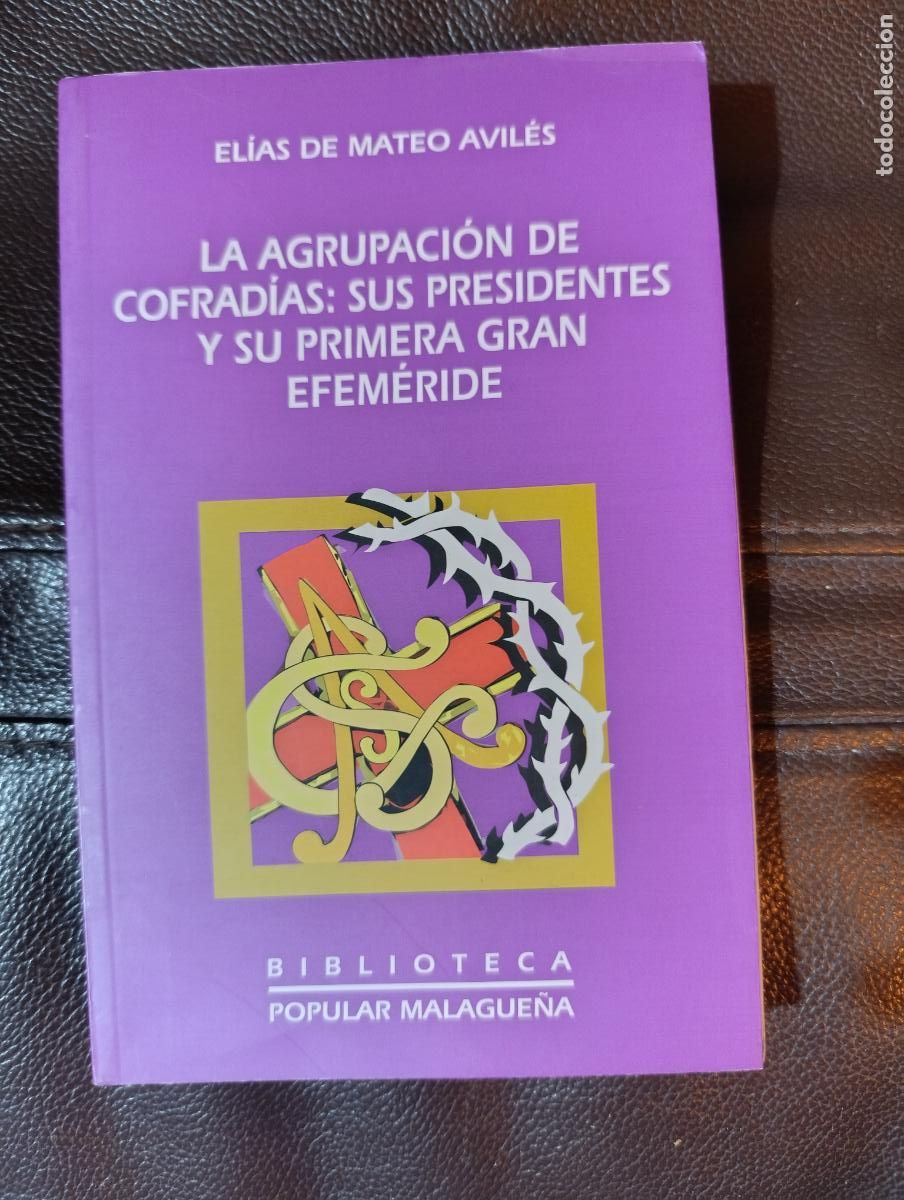 ELÍAS DE MATEO AVILÉS
LA AGRUPACIÓN DE
COFRADÍAS: SUS PRESIDENTES
Y SU PRIMERA GRAN
EFEMÉRIDE
BIBLIOTECA
POPULAR MALAGUEÑA
todocoleccion